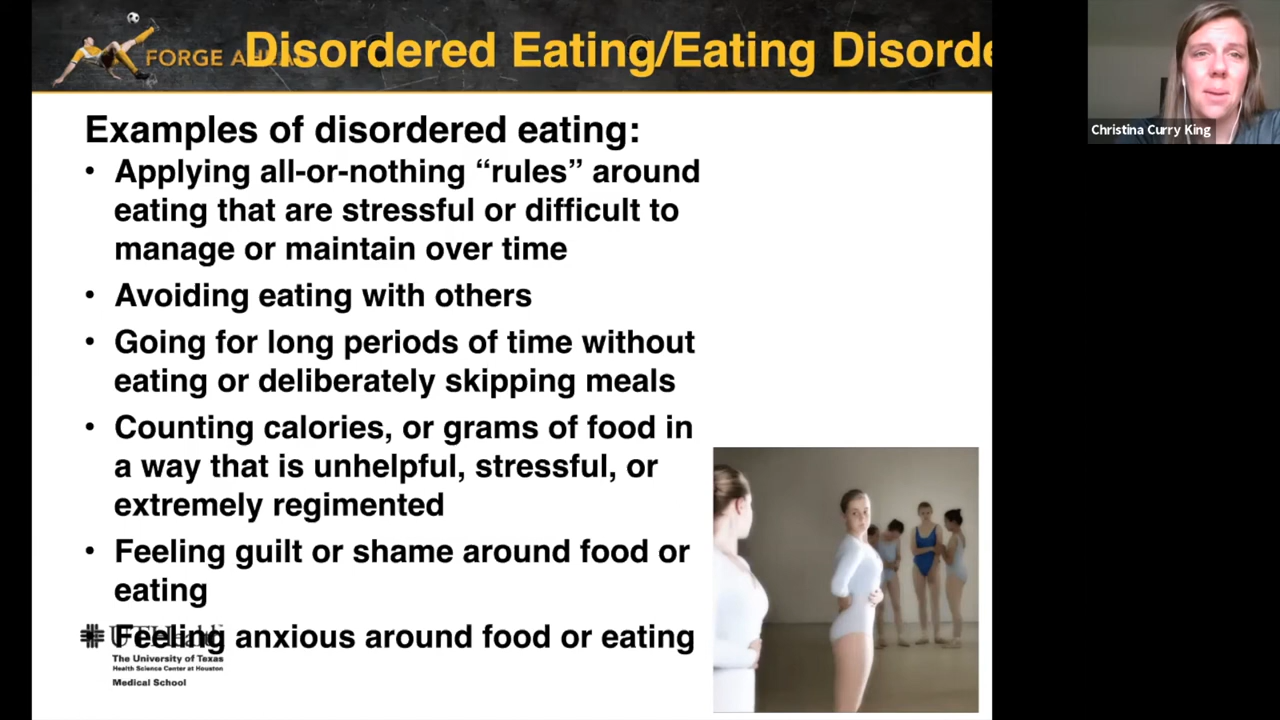 FORGE AHEA
Disordered Eating/Eating Disorde
Christina Curry King
Examples of disordered eating:
• Applying all-or-nothing “rules” around
eating that are stressful or difficult to
manage or maintain over time
• Avoiding eating with others
• Going for long periods of time without
eating or deliberately skipping meals
• Counting calories, or grams of food in
a way that is unhelpful, stressful, or
extremely regimented
• Feeling guilt or shame around food or
eating
Feeling anxious around food or eating
UTHealth
The University of Texas
Health Science Center at Houston
Medical School